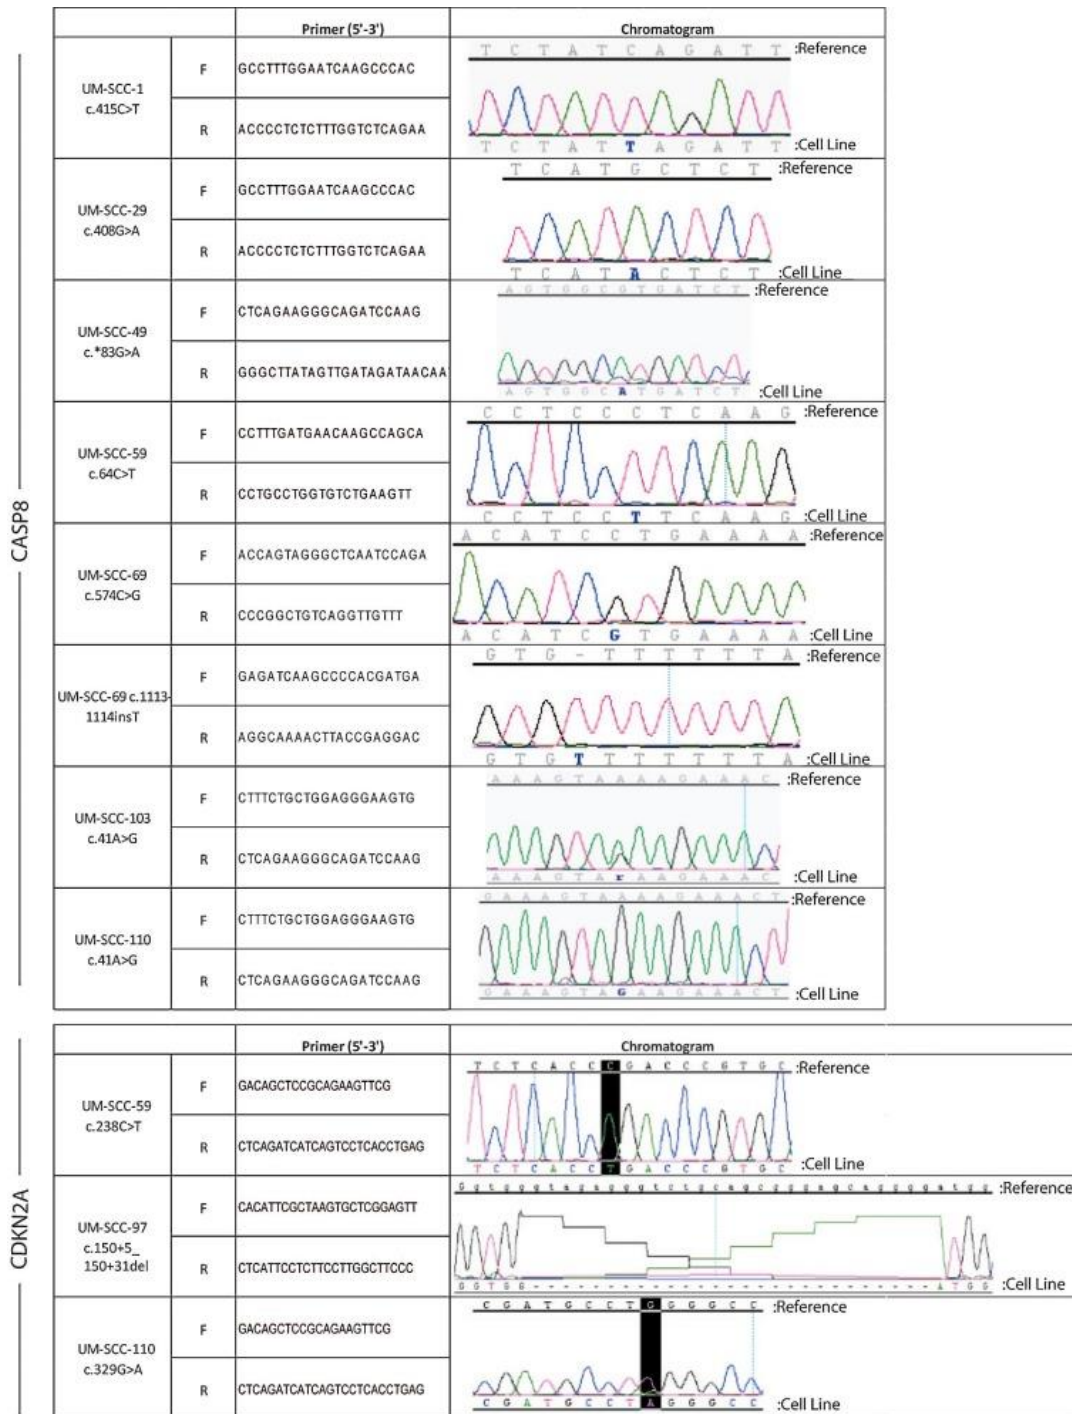 CASP8
Primer (5'-3') Chromatogram
UM-SCC-1
c.415C>T
F GCCTTTGGAATCAAGCCCAC
R ACCCCTCTCTTTGGTCTCAGAA
T C T A T C A G A T T :Reference
T C T A T T A G A T T :Cell Line
UM-SCC-29
c.408G>A
F GCCTTTGGAATCAAGCCCAC
R ACCCCTCTCTTTGGTCTCAGAA
T C A T G C T C T :Reference
T C A T A C T C T :Cell Line
UM-SCC-49
c.*83G>A
F CTCAGAAGGGCAGATCCAAG
R GGGCTTATAGTTGATAGATAACAA
A G T G G C G T G A T C T :Reference
A G T G G C A T G A T C T :Cell Line
UM-SCC-59
c.64C>T
F CCTTTGATGAACAAGCCAGCA
R CCTGCCTGGTGTCTGAAGTT
C C T C C C T C A A G :Reference
C C T C C T T C A A G :Cell Line
UM-SCC-69
c.574C>G
F ACCAGTAGGGCTCAATCCAGA
R CCCGGCTGTCAGGTTGTTT
A C A T C C T G A A A A :Reference
A C A T C G T G A A A A :Cell Line
UM-SCC-69 c.1113-
1114insT
F GAGATCAAGCCCCACGATGA
R AGGCAAAACTTACCGAGGAC
G T G - T T T T T T A :Reference
G T G T T T T T T T A :Cell Line
UM-SCC-103
c.41A>G
F CTTTCTGCTGGAGGGAAGTG
R CTCAGAAGGGCAGATCCAAG
A A A G T A A A A G A A A C :Reference
A A A G T A r A A G A A A C :Cell Line
UM-SCC-110
c.41A>G
F CTTTCTGCTGGAGGGAAGTG
R CTCAGAAGGGCAGATCCAAG
G A A A G T A A A A G A A A C T :Reference
G A A A G T A G A A G A A A C T :Cell Line
CDKN2A
Primer (5'-3') Chromatogram
UM-SCC-59
c.238C>T
F GACAGCTCCGCAGAAGTTCG
R CTCAGATCATCAGTCCTCACCTGAG
T C T C A C C C G A C C C G T G C :Reference
T C T C A C C T G A C C C G T G C :Cell Line
UM-SCC-97
c.150+5_
150+31del
F CACATTCGCTAAGTGCTCGGAGTT
R CTCATTCCTCTTCCTTGGCTTCCC
:Reference
G G T G G - - - - - - - - - - - - - - - - - - - - - - - - - - - A T G G :Cell Line
UM-SCC-110
c.329G>A
F GACAGCTCCGCAGAAGTTCG
R CTCAGATCATCAGTCCTCACCTGAG
C G A T G C C T G G G G C C :Reference
C G A T G C C T A G G G C C :Cell Line